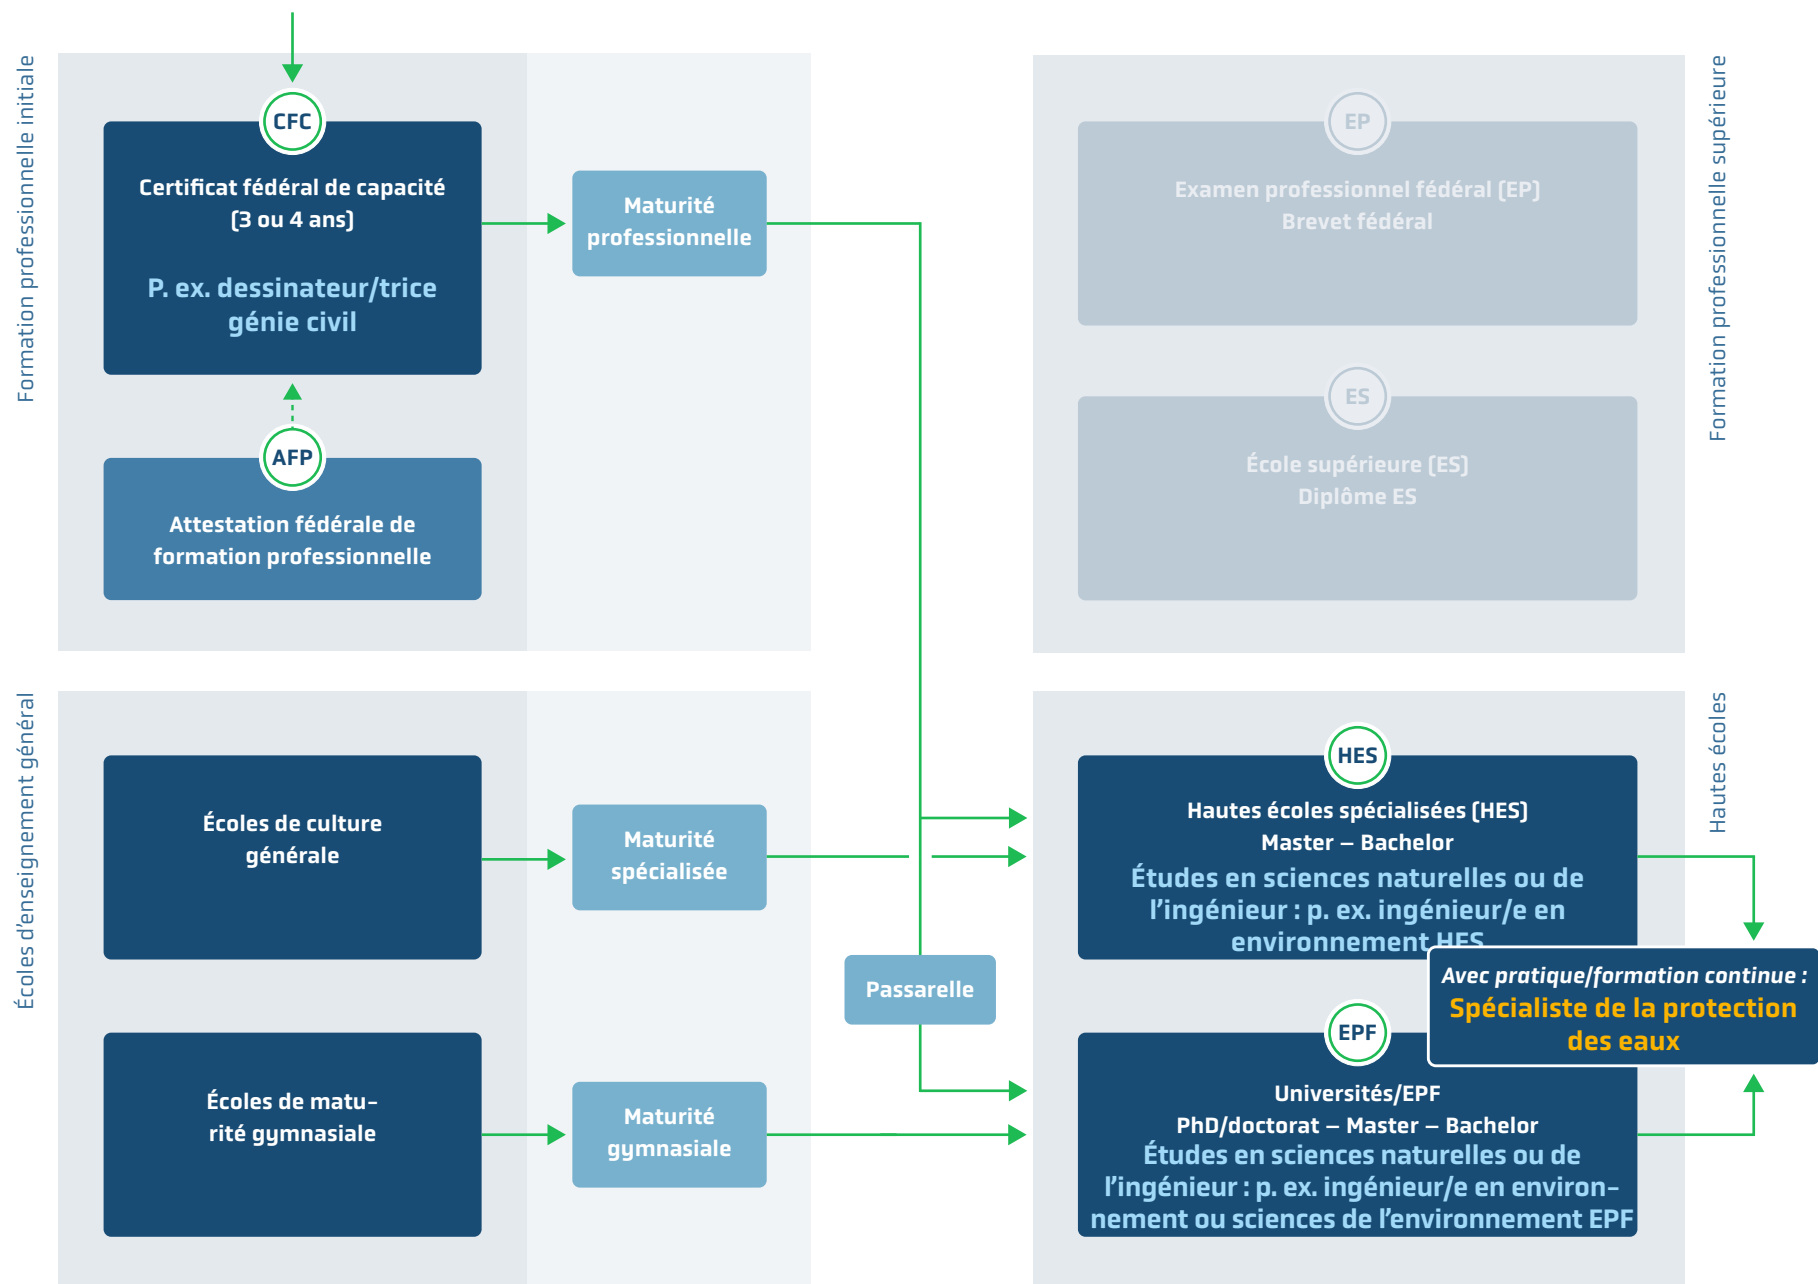 Formation professionnelle initiale
CFC
Certificat fédéral de capacité
(3 ou 4 ans)
P. ex. dessinateur/trice
génie civil
Maturité
professionnelle
AFP
Attestation fédérale de
formation professionnelle
EP
Examen professionnel fédéral (EP)
Brevet fédéral
ES
École supérieure (ES)
Diplôme ES
Formation professionnelle supérieure
Écoles d'enseignement général
Écoles de culture
générale
Maturité
spécialisée
Passarelle
Écoles de matu–
rité gymnasiale
Maturité
gymnasiale
HES
Hautes écoles spécialisées (HES)
Master – Bachelor
Études en sciences naturelles ou de
l'ingénieur : p. ex. ingénieur/e en
environnement HES
Hautes écoles
Avec pratique/formation continue :
Spécialiste de la protection
des eaux
EPF
Universités/EPF
PhD/doctorat – Master – Bachelor
Études en sciences naturelles ou de
l'ingénieur : p. ex. ingénieur/e en environ–
nement ou sciences de l'environnement EPF